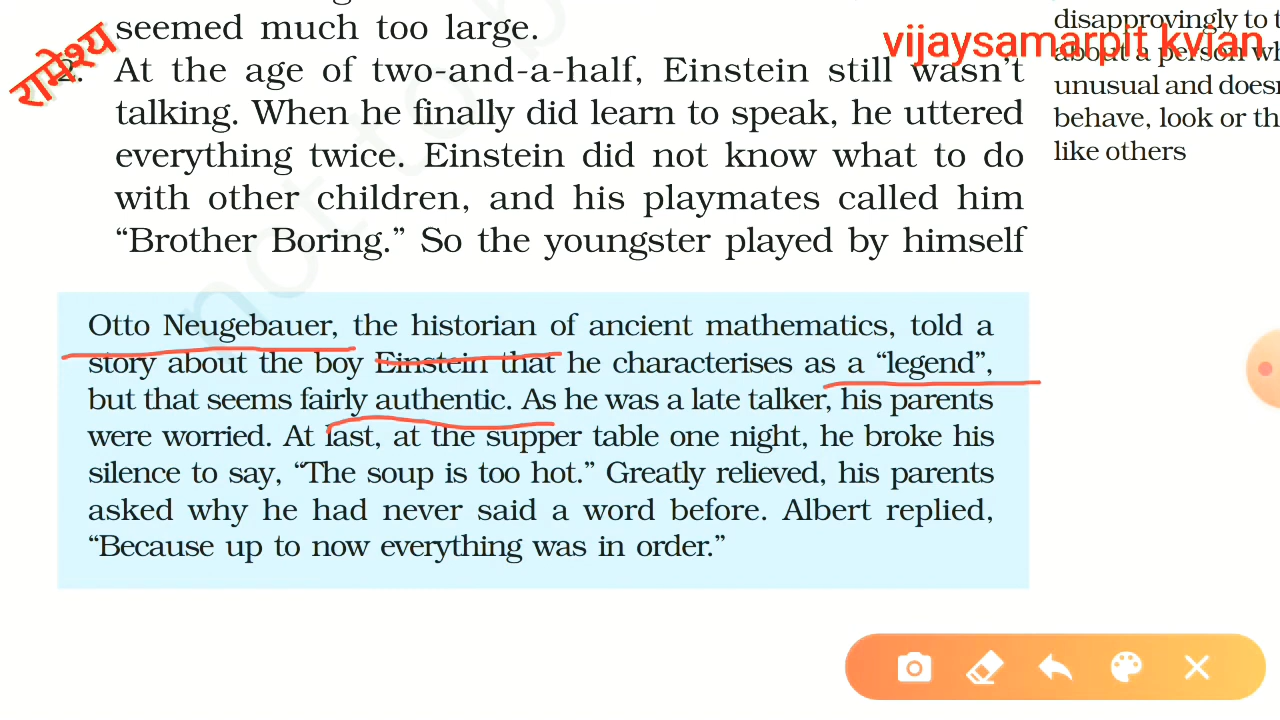 seemed much too large.
रामेश्य
vijaysamarpit kvian
2. At the age of two-and-a-half, Einstein still wasn't
talking. When he finally did learn to speak, he uttered
everything twice. Einstein did not know what to do
with other children, and his playmates called him
“Brother Boring.” So the youngster played by himself
disapprovingly to
about a person
unusual and
behave, look or
like others
Otto Neugebauer, the historian of ancient mathematics, told a
story about the boy Einstein that he characterises as a “legend”,
but that seems fairly authentic. As he was a late talker, his parents
were worried. At last, at the supper table one night, he broke his
silence to say, “The soup is too hot.” Greatly relieved, his parents
asked why he had never said a word before. Albert replied,
“Because up to now everything was in order.”